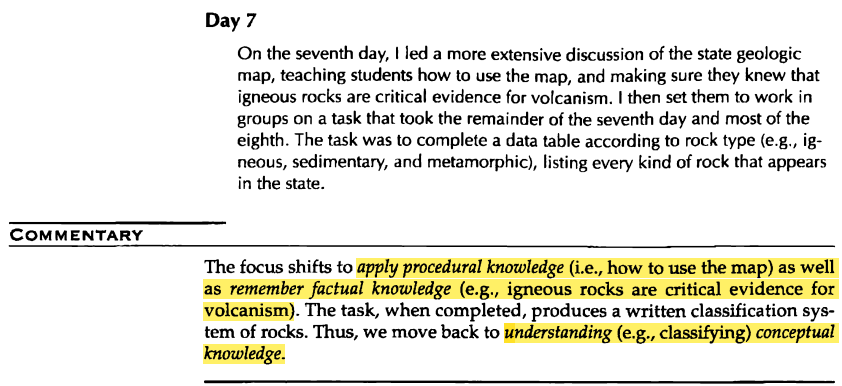 Day 7
On the seventh day, I led a more extensive discussion of the state geologic
map, teaching students how to use the map, and making sure they knew that
igneous rocks are critical evidence for volcanism. I then set them to work in
groups on a task that took the remainder of the seventh day and most of the
eighth. The task was to complete a data table according to rock type (e.g., ig-
neous, sedimentary, and metamorphic), listing every kind of rock that appears
in the state.
COMMENTARY
The focus shifts to apply procedural knowledge (i.e., how to use the map) as well
as remember factual knowledge (e.g., igneous rocks are critical evidence for
volcanism). The task, when completed, produces a written classification sys-
tem of rocks. Thus, we move back to understanding (e.g., classifying) conceptual
knowledge.